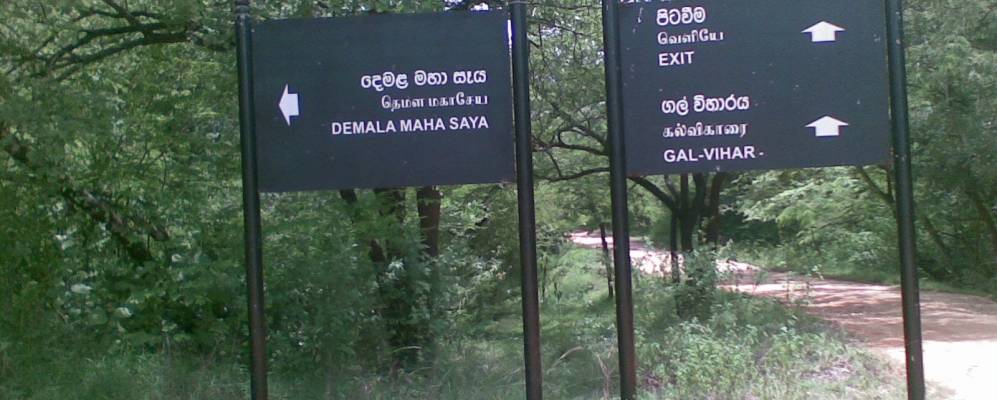 දෙමළ මහා සෑය
தெமள மகாசேய
DEMALA MAHA SAYA
පිටවීම
வெளியே
EXIT
ගල් විහාරය
கல்விகாரை
GAL-VIHAR -